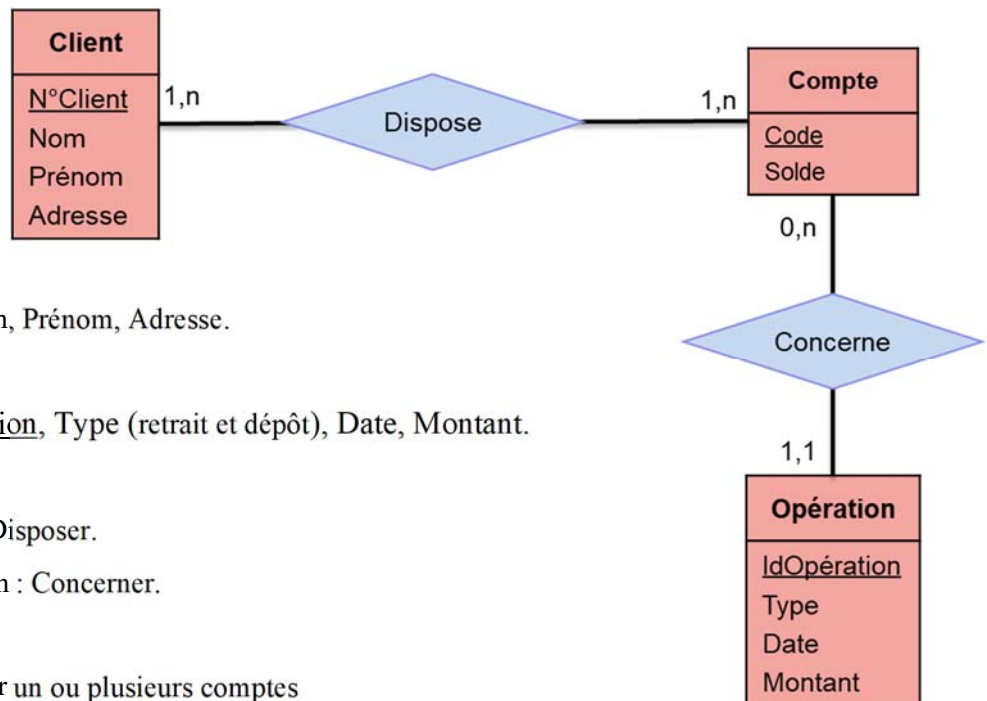 Client
N°Client
Nom
Prénom
Adresse
1,n
Dispose
1,n
Compte
Code
Solde
0,n
Concerne
1,1
Opération
IdOpération
Type
Date
Montant
, Prénom, Adresse.
, Type (retrait et dépôt), Date, Montant.
Disposer.
: Concerner.
un ou plusieurs comptes